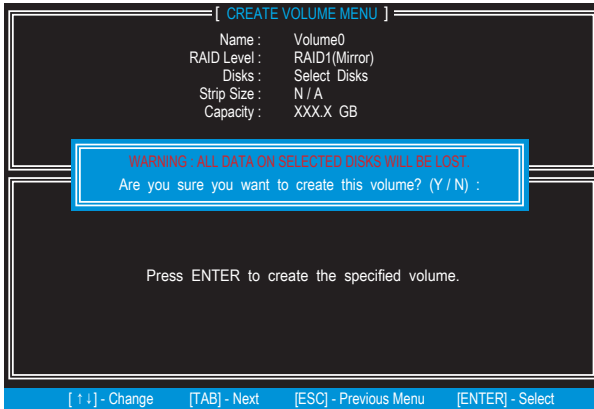 [ CREATE VOLUME MENU ]
Name : Volume0
RAID Level : RAID1(Mirror)
Disks : Select Disks
Strip Size : N / A
Capacity : XXX.X GB
WARNING : ALL DATA ON SELECTED DISKS WILL BE LOST.
Are you sure you want to create this volume? (Y / N) :
Press ENTER to create the specified volume.
[ ↑↓] - Change [TAB] - Next [ESC] - Previous Menu [ENTER] - Select